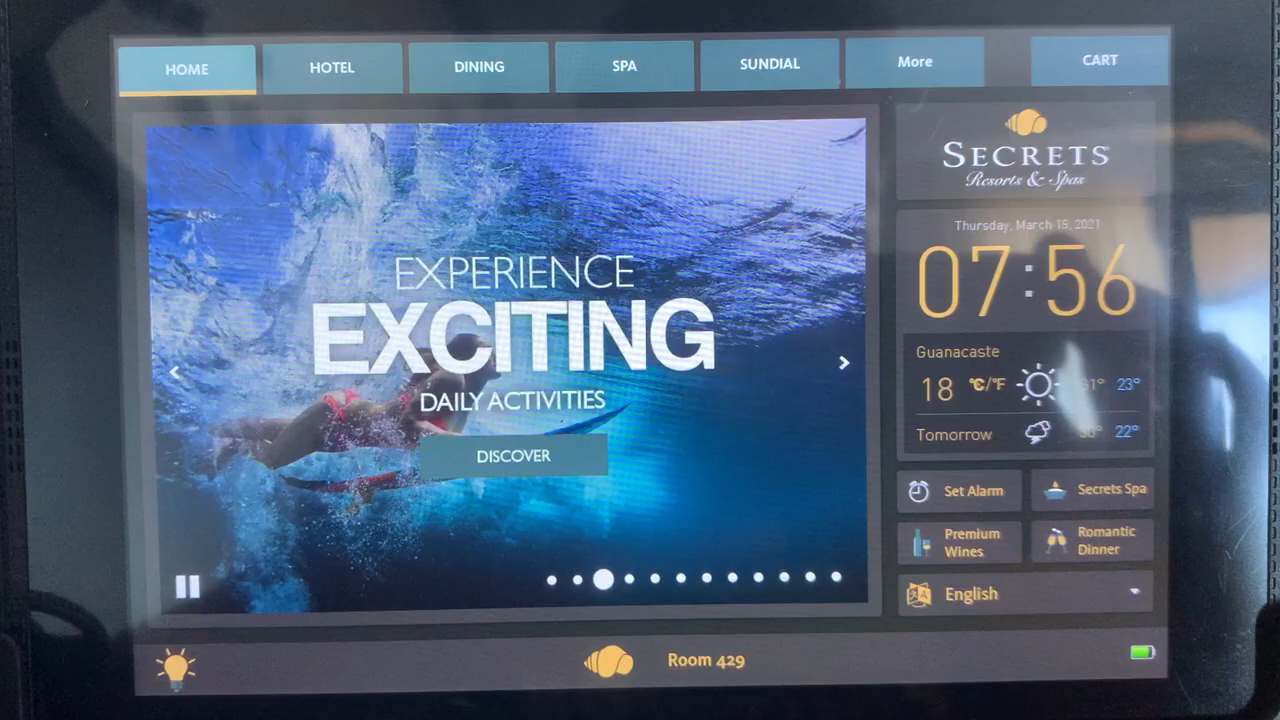 HOME HOTEL DINING SPA SUNDIAL More CART
EXPERIENCE
EXCITING
DAILY ACTIVITIES
DISCOVER
SECRETS
Resorts & Spas
Thursday, March 18, 2021
07:56
Guanacaste
18 °C/°F 23°
Tomorrow 22°
Set Alarm
Secrets Spa
Premium
Wines
Romantic
Dinner
English
Room 429